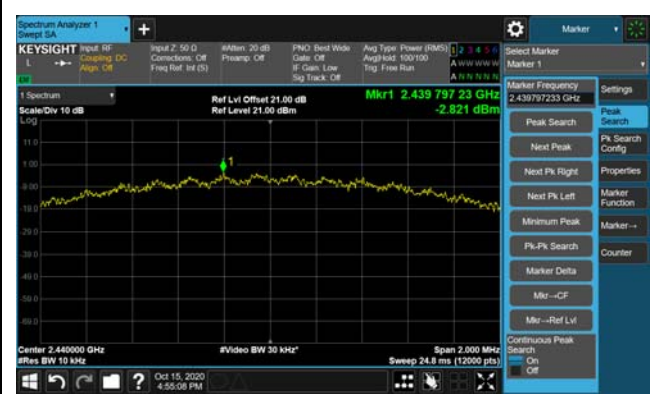 Spectrum Analyzer 1
Swept SA
+
Marker
KEYSIGHT
L
Input: RF
Coupling: DC
Align: Off
Input Z: 50 Ω
Corrections: Off
Freq Ref: Int (S)
#Atten: 20 dB
Preamp: Off
PNO: Best Wide
Gate: Off
IF Gain: Low
Sig Track: Off
Avg Type: Power (RMS)
Avg|Hold: 100/100
Trig: Free Run
1 2 3 4 5 6
A W W W W W
A N N N N N
Select Marker
Marker 1
1 Spectrum
Scale/Div 10 dB
Log
Ref Lvl Offset 21.00 dB
Ref Level 21.00 dBm
Mkr1 2.439 797 23 GHz
-2.821 dBm
11.0
1.00
-9.00
-19.0
-29.0
-39.0
-49.0
-59.0
-69.0
1
Center 2.440000 GHz
#Res BW 10 kHz
#Video BW 30 kHz*
Span 2.000 MHz
Sweep 24.8 ms (12000 pts)
Marker Frequency
2.439797233 GHz
Peak Search
Next Peak
Next Pk Right
Next Pk Left
Minimum Peak
Pk-Pk Search
Marker Delta
Mkr→CF
Mkr→Ref Lvl
Continuous Peak
Search
On
Off
Settings
Peak
Search
Pk Search
Config
Properties
Marker
Function
Marker→
Counter
?
Oct 15, 2020
4:55:08 PM